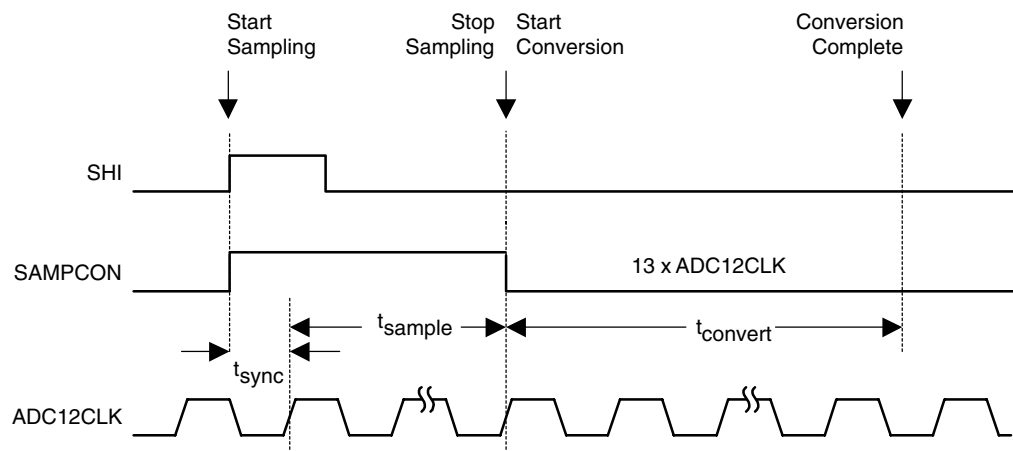 Start
Sampling
Stop
Sampling
Start
Conversion
Conversion
Complete
SHI
SAMPCON
13 x ADC12CLK
tsample
tconvert
tsync
ADC12CLK